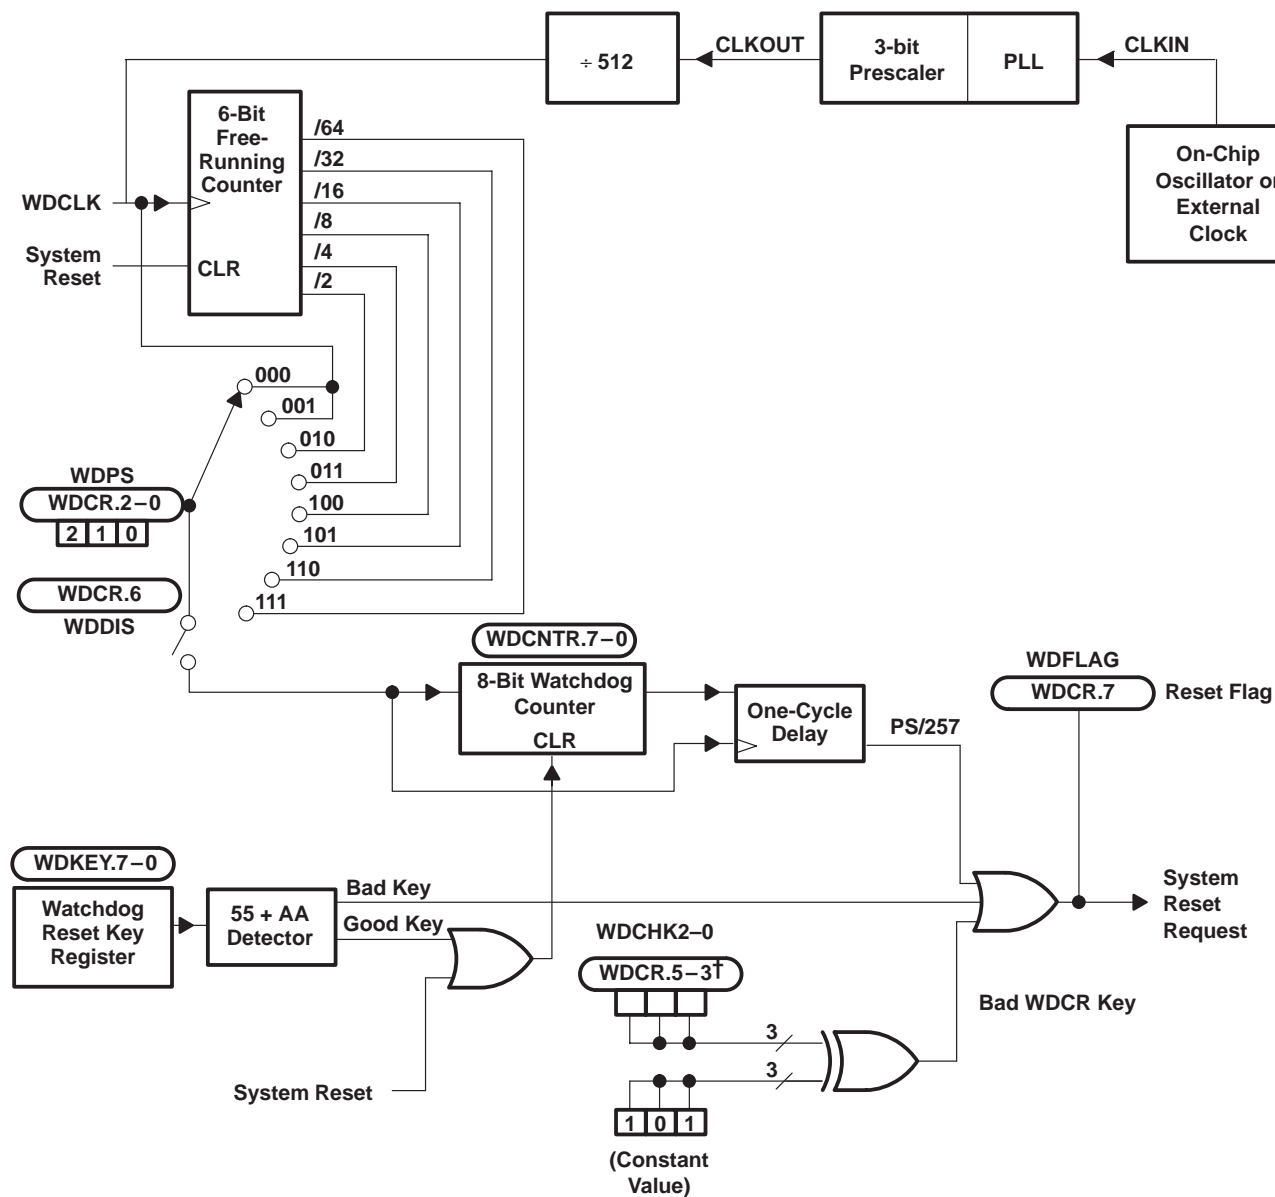 ÷ 512
CLKOUT
3-bit
Prescaler
PLL
CLKIN
On-Chip
Oscillator or
External
Clock
6-Bit
Free-
Running
Counter
/64
/32
/16
/8
/4
/2
WDCLK
System
Reset
CLR
000
001
010
011
100
101
110
111
WDPS
WDCR.2–0
2 1 0
WDCR.6
WDDIS
WDCNTR.7–0
8-Bit Watchdog
Counter
CLR
One-Cycle
Delay
PS/257
WDFLAG
WDCR.7
Reset Flag
WDKEY.7–0
Watchdog
Reset Key
Register
55 + AA
Detector
Bad Key
Good Key
System
Reset
Request
WDCHK2–0
WDCR.5–3†
Bad WDCR Key
3
3
System Reset
1 0 1
(Constant
Value)